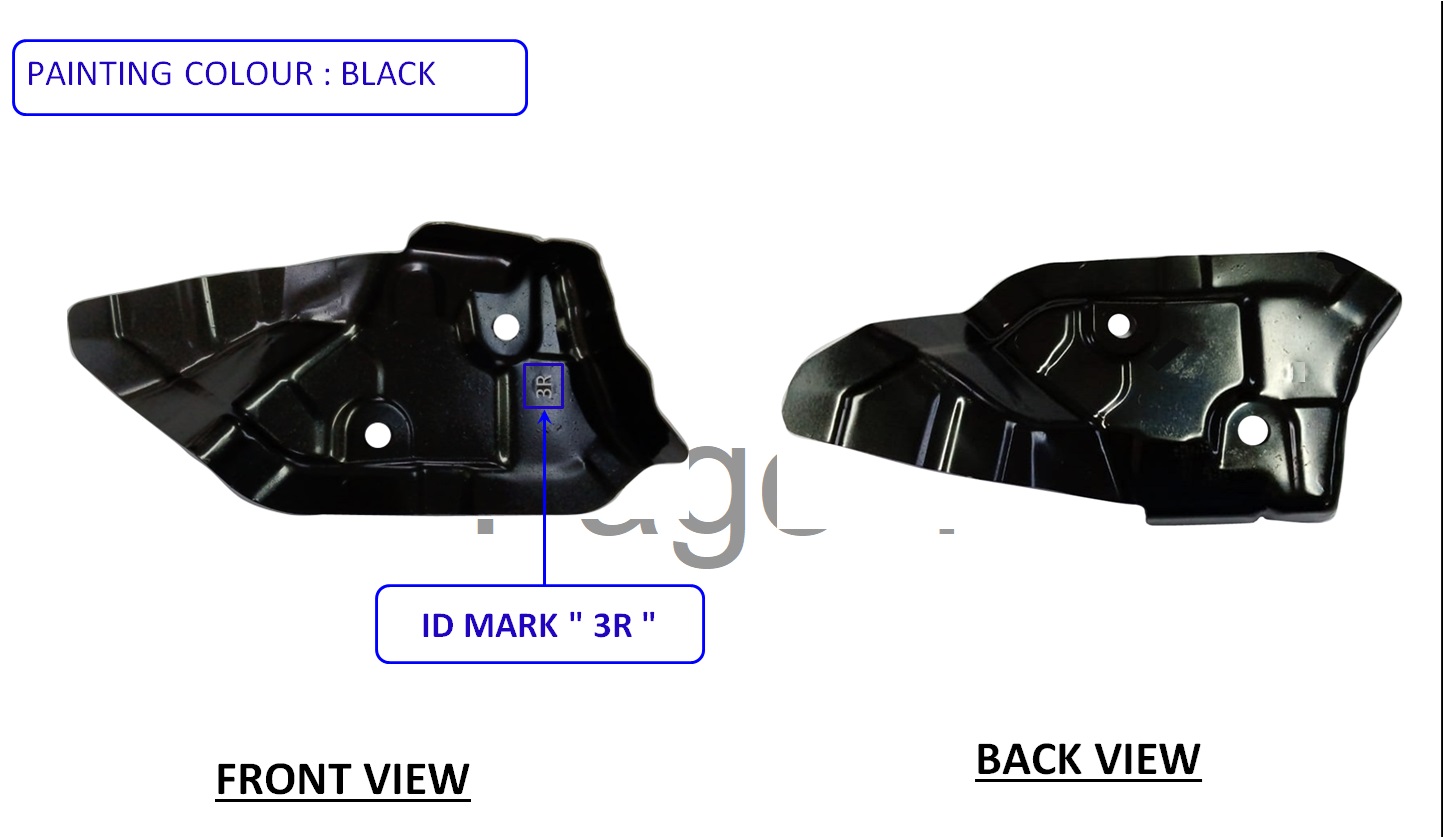 PAINTING COLOUR : BLACK
3R
ID MARK " 3R "
FRONT VIEW
BACK VIEW